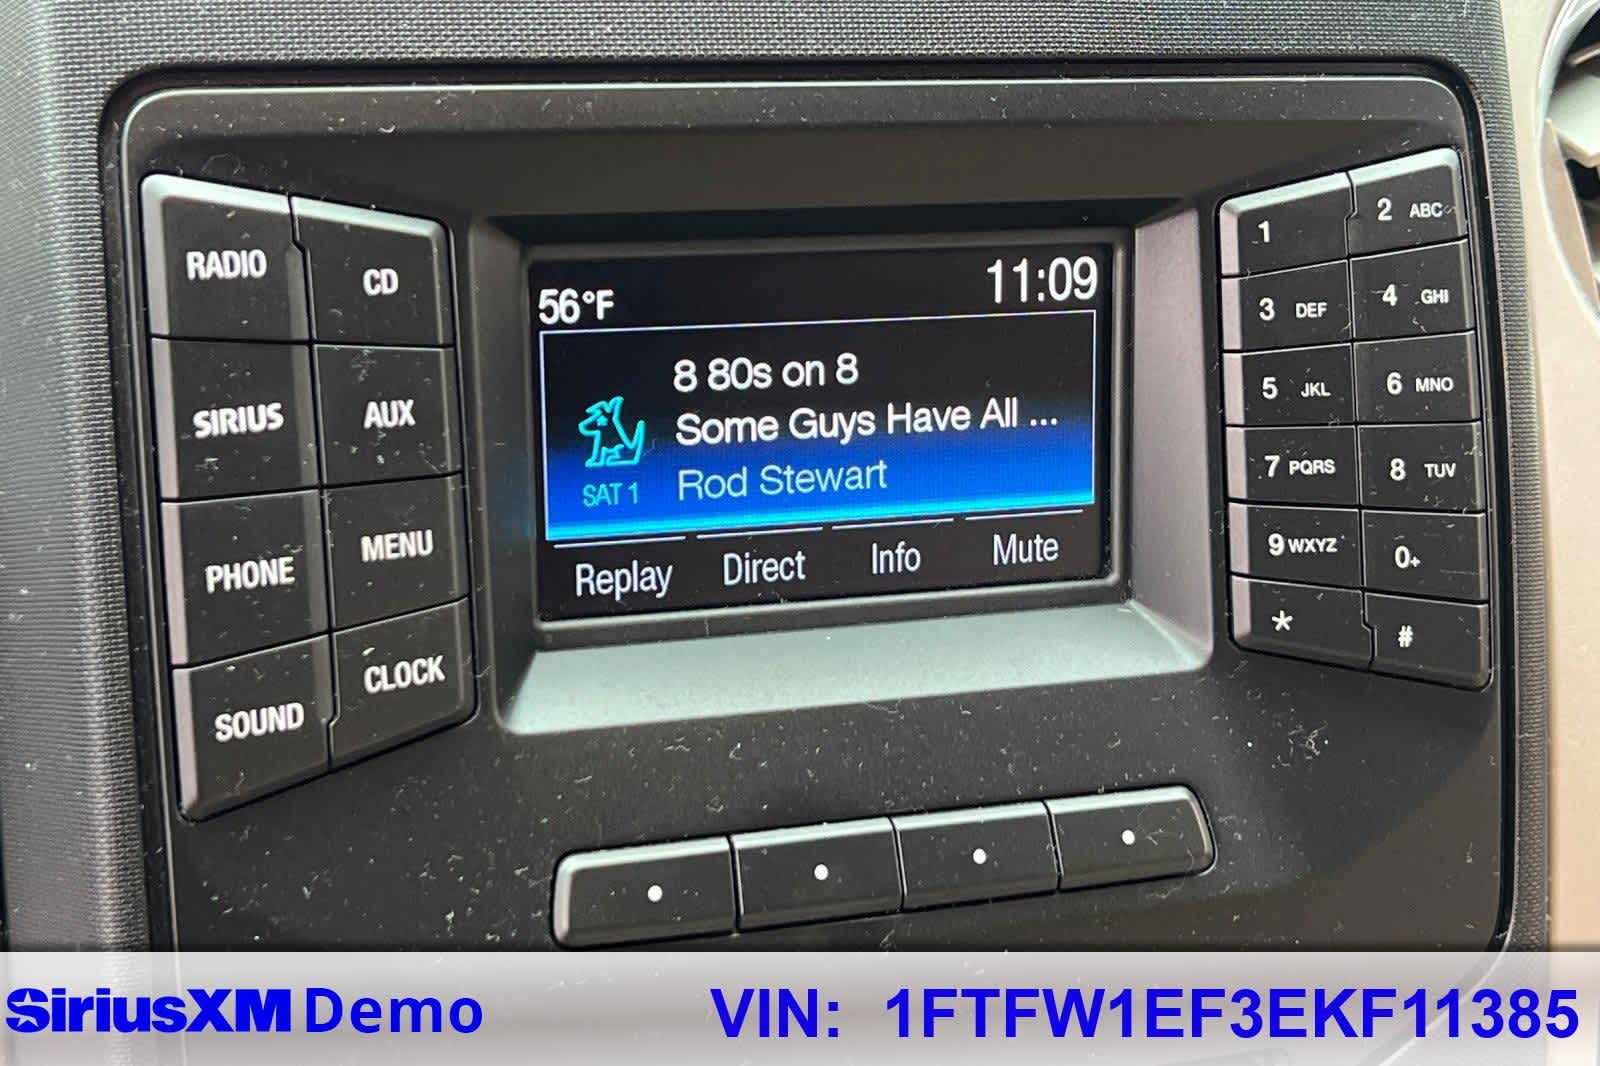 RADIO
CD
SIRIUS
AUX
PHONE
MENU
SOUND
CLOCK
56°F
11:09
8 80s on 8
Some Guys Have All ...
Rod Stewart
SAT 1
Replay Direct Info Mute
1
2 ABC
3 DEF
4 GHI
5 JKL
6 MNO
7 PQRS
8 TUV
9 WXYZ
0+
*
#
SiriusXM Demo
VIN: 1FTFW1EF3EKF11385